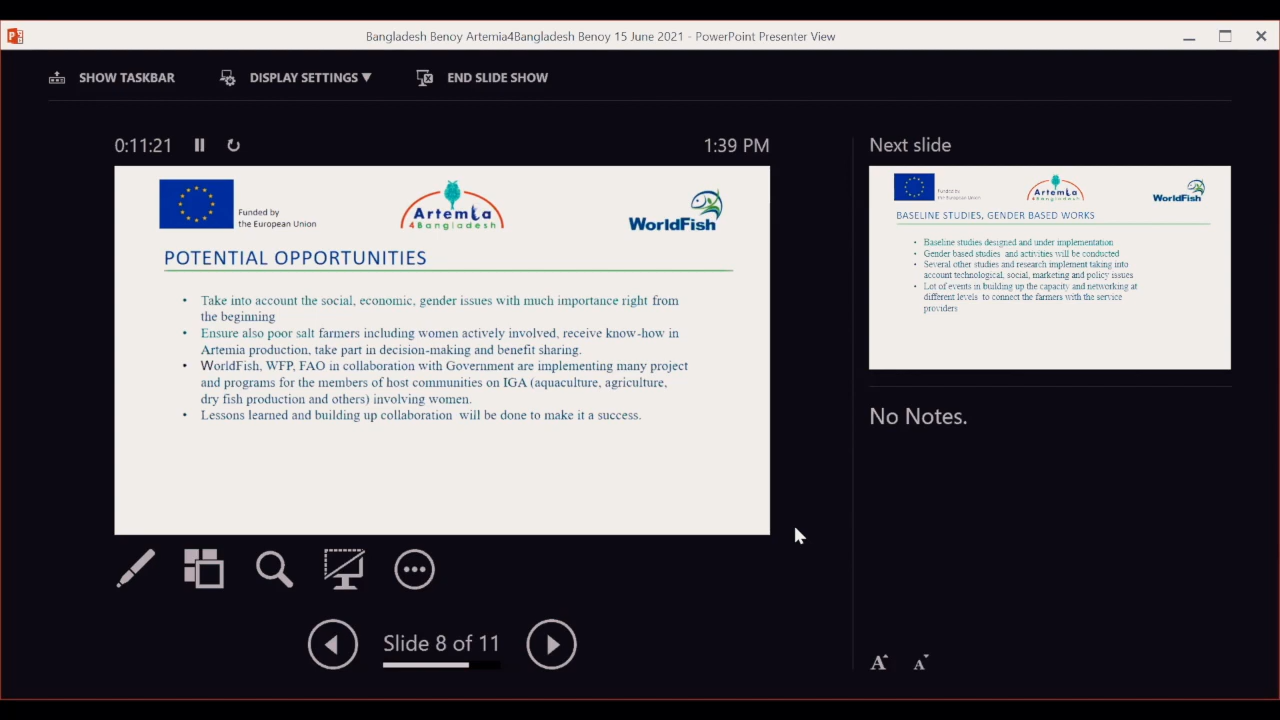 Bangladesh Benoy Artemia4Bangladesh Benoy 15 June 2021 - PowerPoint Presenter View
SHOW TASKBAR
DISPLAY SETTINGS ▼
END SLIDE SHOW
0:11:21
1:39 PM
Funded by
the European Union
Artemia
4Bangladesh
WorldFish
POTENTIAL OPPORTUNITIES
• Take into account the social, economic, gender issues with much importance right from
the beginning
• Ensure also poor salt farmers including women actively involved, receive know-how in
Artemia production, take part in decision-making and benefit sharing.
• WorldFish, WFP, FAO in collaboration with Government are implementing many project
and programs for the members of host communities on IGA (aquaculture, agriculture,
dry fish production and others) involving women.
• Lessons learned and building up collaboration will be done to make it a success.
Slide 8 of 11
Next slide
Funded by
the European Union
Artemia
4Bangladesh
WorldFish
BASELINE STUDIES, GENDER BASED WORKS
• Baseline studies designed and under implementation
• Gender based studies and activities will be conducted
• Several other studies and research implement taking into
account technological, social, marketing and policy issues
• Lot of events in building up the capacity and networking at
different levels to connect the farmers with the service
providers
No Notes.
A A